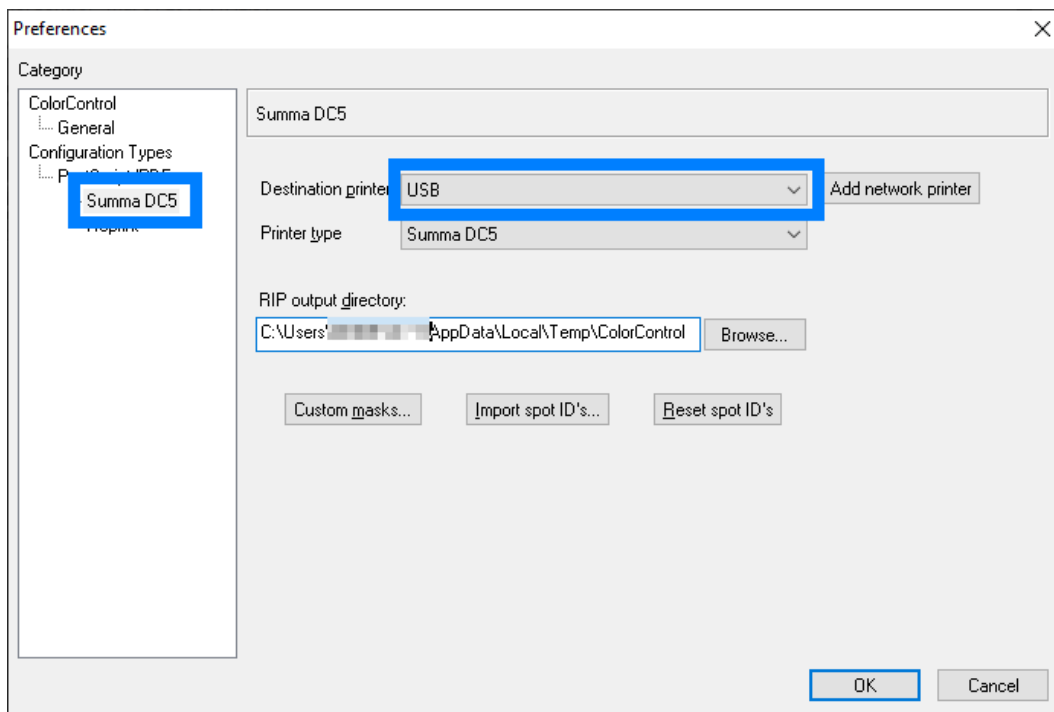 Preferences
Category
ColorControl
General
Configuration Types
Summa DC5
Summa DC5
Destination printer
USB
Add network printer
Printer type
Summa DC5
RIP output directory:
C:\Users\ AppData\Local\Temp\ColorControl
Browse...
Custom masks...
Import spot ID's...
Reset spot ID's
OK
Cancel